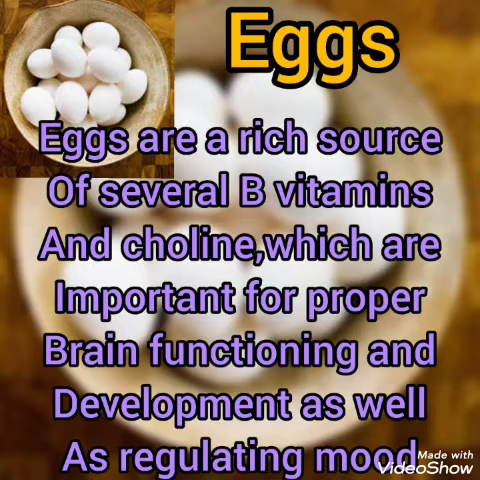 Eggs
Eggs are a rich source
Of several B vitamins
And choline,which are
Important for proper
Brain functioning and
Development as well
As regulating mood
Made with
VideoShow